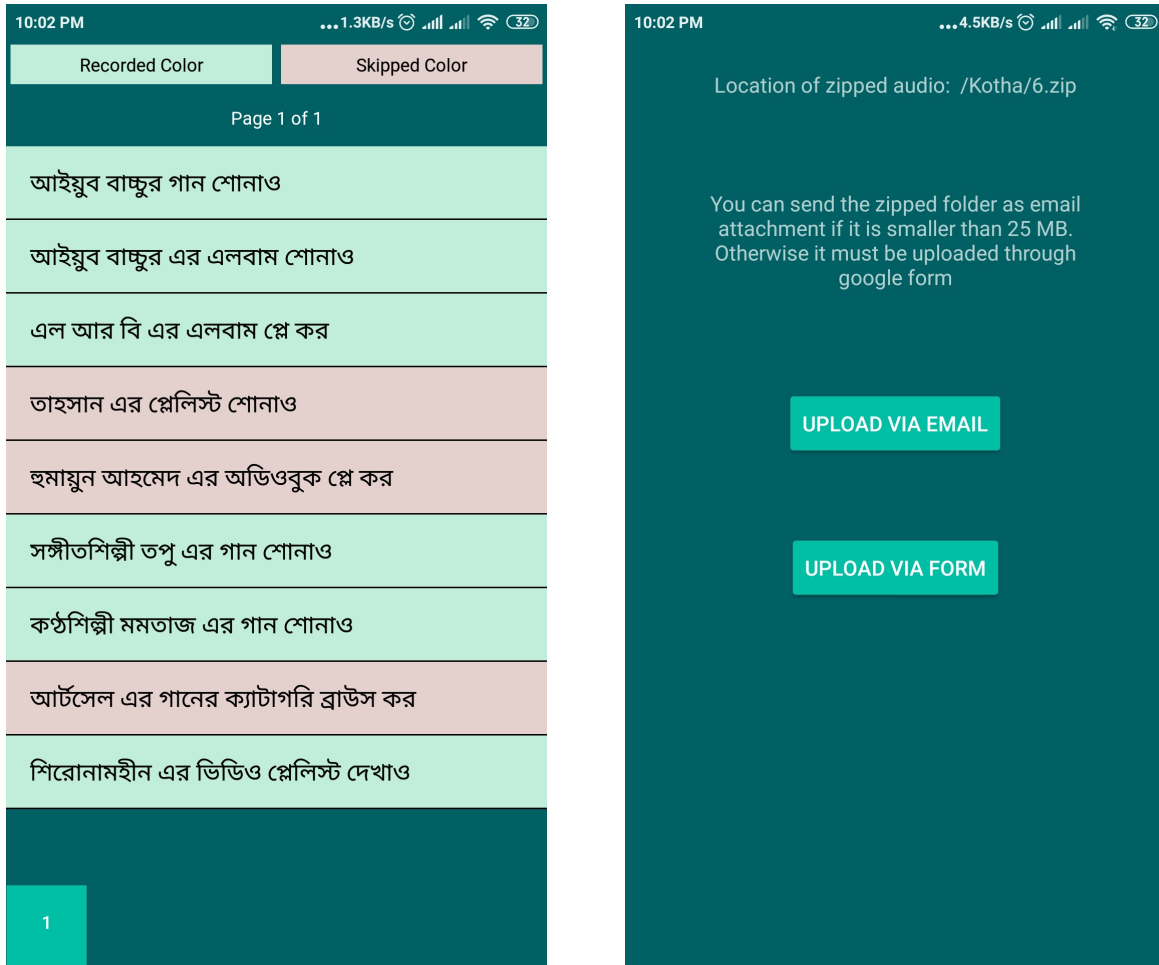 10:02 PM
...1.3KB/s
32
Recorded Color
Skipped Color
Page 1 of 1
আইয়ুব বাচ্চুর গান শোনাও
আইয়ুব বাচ্চুর এর এলবাম শোনাও
এল আর বি এর এলবাম প্লে কর
তাহসান এর প্লেলিস্ট শোনাও
হুমায়ুন আহমেদ এর অডিওবুক প্লে কর
সঙ্গীতশিল্পী তপু এর গান শোনাও
কণ্ঠশিল্পী মমতাজ এর গান শোনাও
আর্টসেল এর গানের ক্যাটাগরি ব্রাউস কর
শিরোনামহীন এর ভিডিও প্লেলিস্ট দেখাও
1
10:02 PM
...4.5KB/s
32
Location of zipped audio: /Kotha/6.zip
You can send the zipped folder as email
attachment if it is smaller than 25 MB.
Otherwise it must be uploaded through
google form
UPLOAD VIA EMAIL
UPLOAD VIA FORM